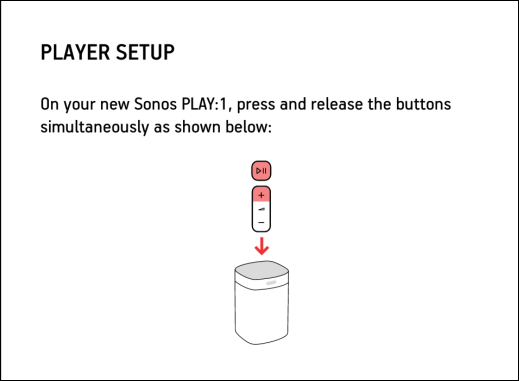 PLAYER SETUP
On your new Sonos PLAY:1, press and release the buttons
simultaneously as shown below:
+
−